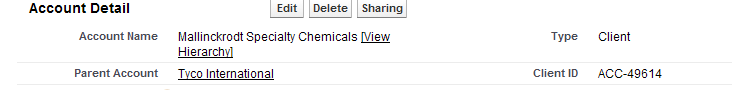 Account Detail Edit Delete Sharing
Account Name Mallinckrodt Specialty Chemicals [View Type Client
Hierarchy]
Parent Account Tyco International Client ID ACC-49614